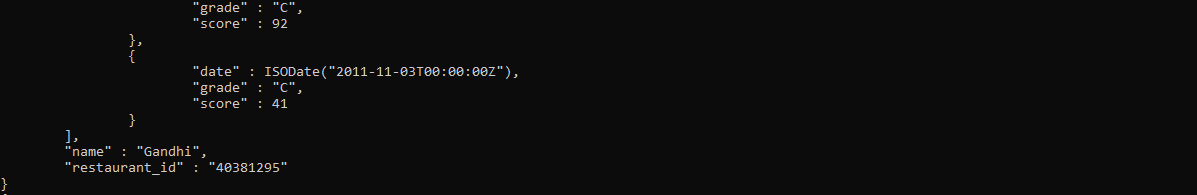 "grade" : "C",
"score" : 92
},
{
"date" : ISODate("2011-11-03T00:00:00Z"),
"grade" : "C",
"score" : 41
}
],
"name" : "Gandhi",
"restaurant_id" : "40381295"
}